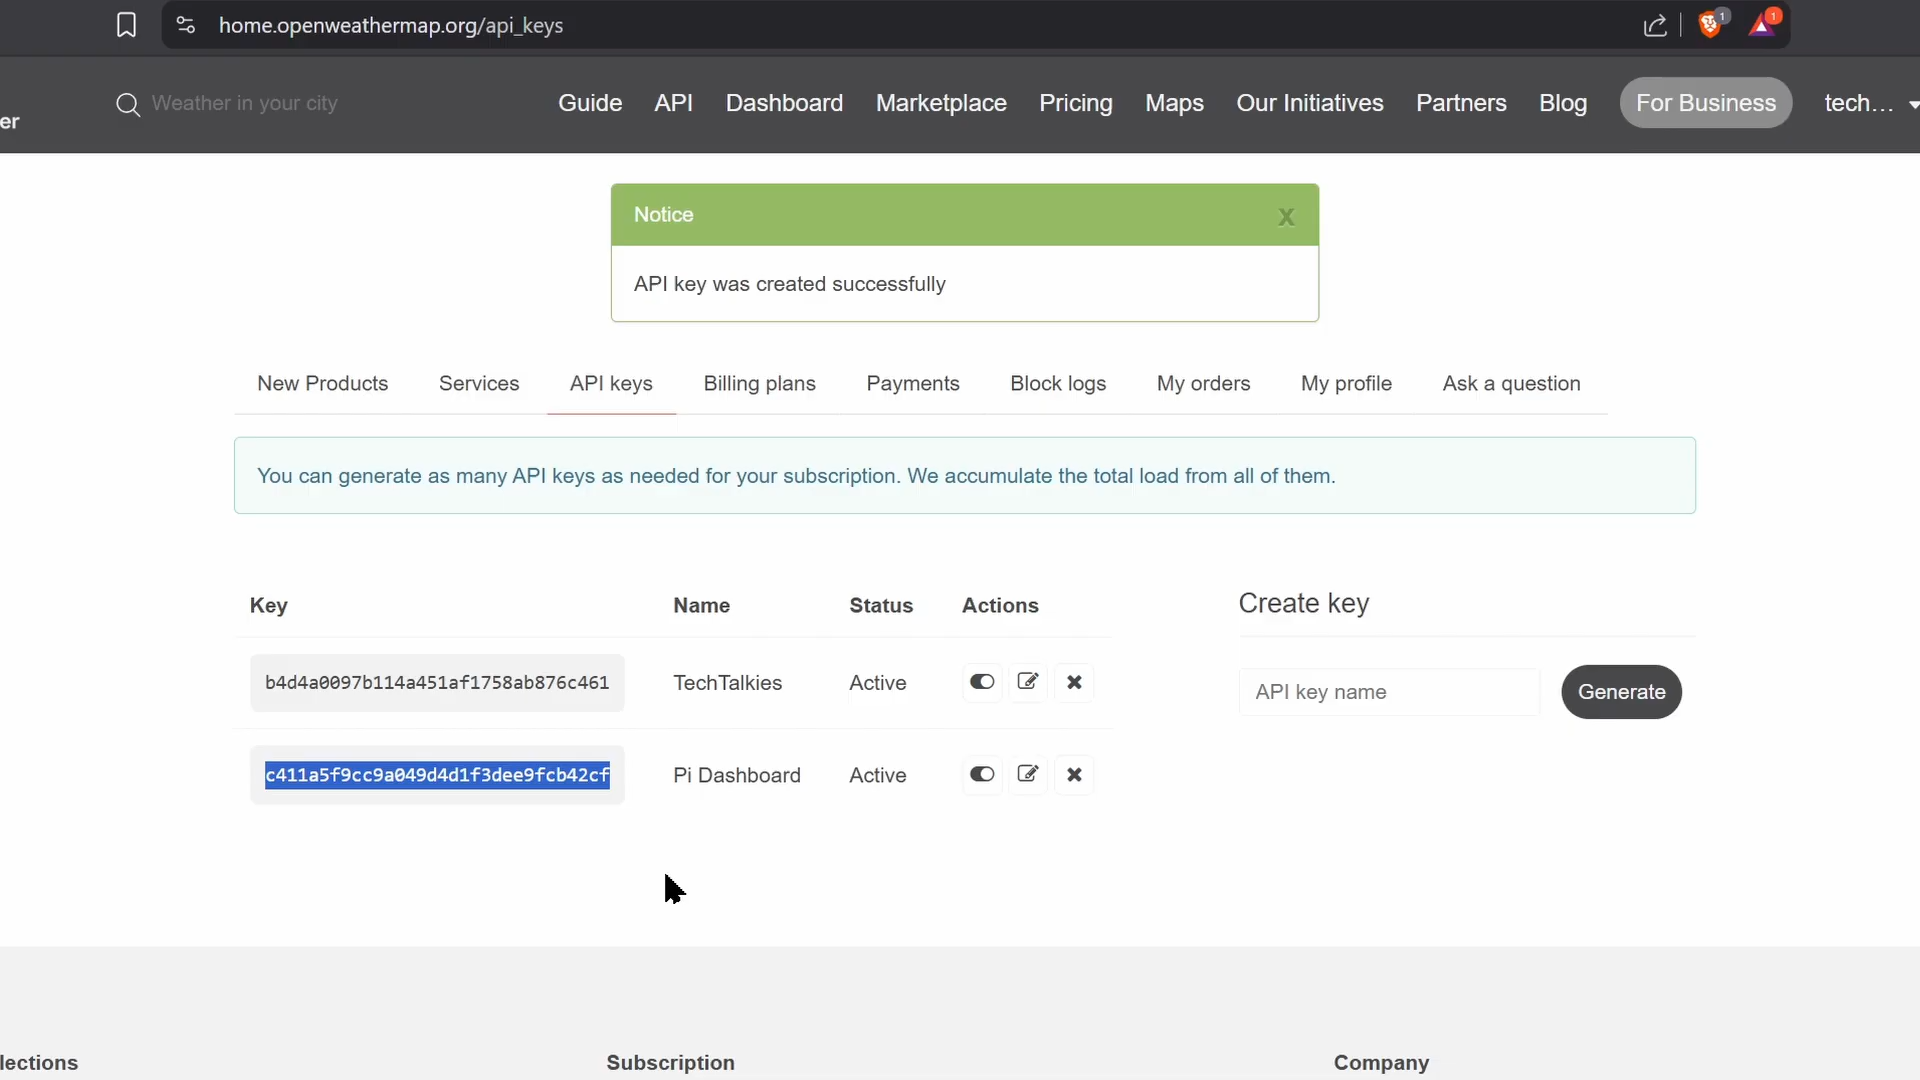 home.openweathermap.org/api_keys
1
1
er
Weather in your city
Guide API Dashboard Marketplace Pricing Maps Our Initiatives Partners Blog For Business tech...
Notice x
API key was created successfully
New Products Services API keys Billing plans Payments Block logs My orders My profile Ask a question
You can generate as many API keys as needed for your subscription. We accumulate the total load from all of them.
Key Name Status Actions
Create key
b4d4a0097b114a451af1758ab876c461 TechTalkies Active
API key name Generate
c411a5f9cc9a049d4d1f3dee9fcb42cf Pi Dashboard Active
lections Subscription Company